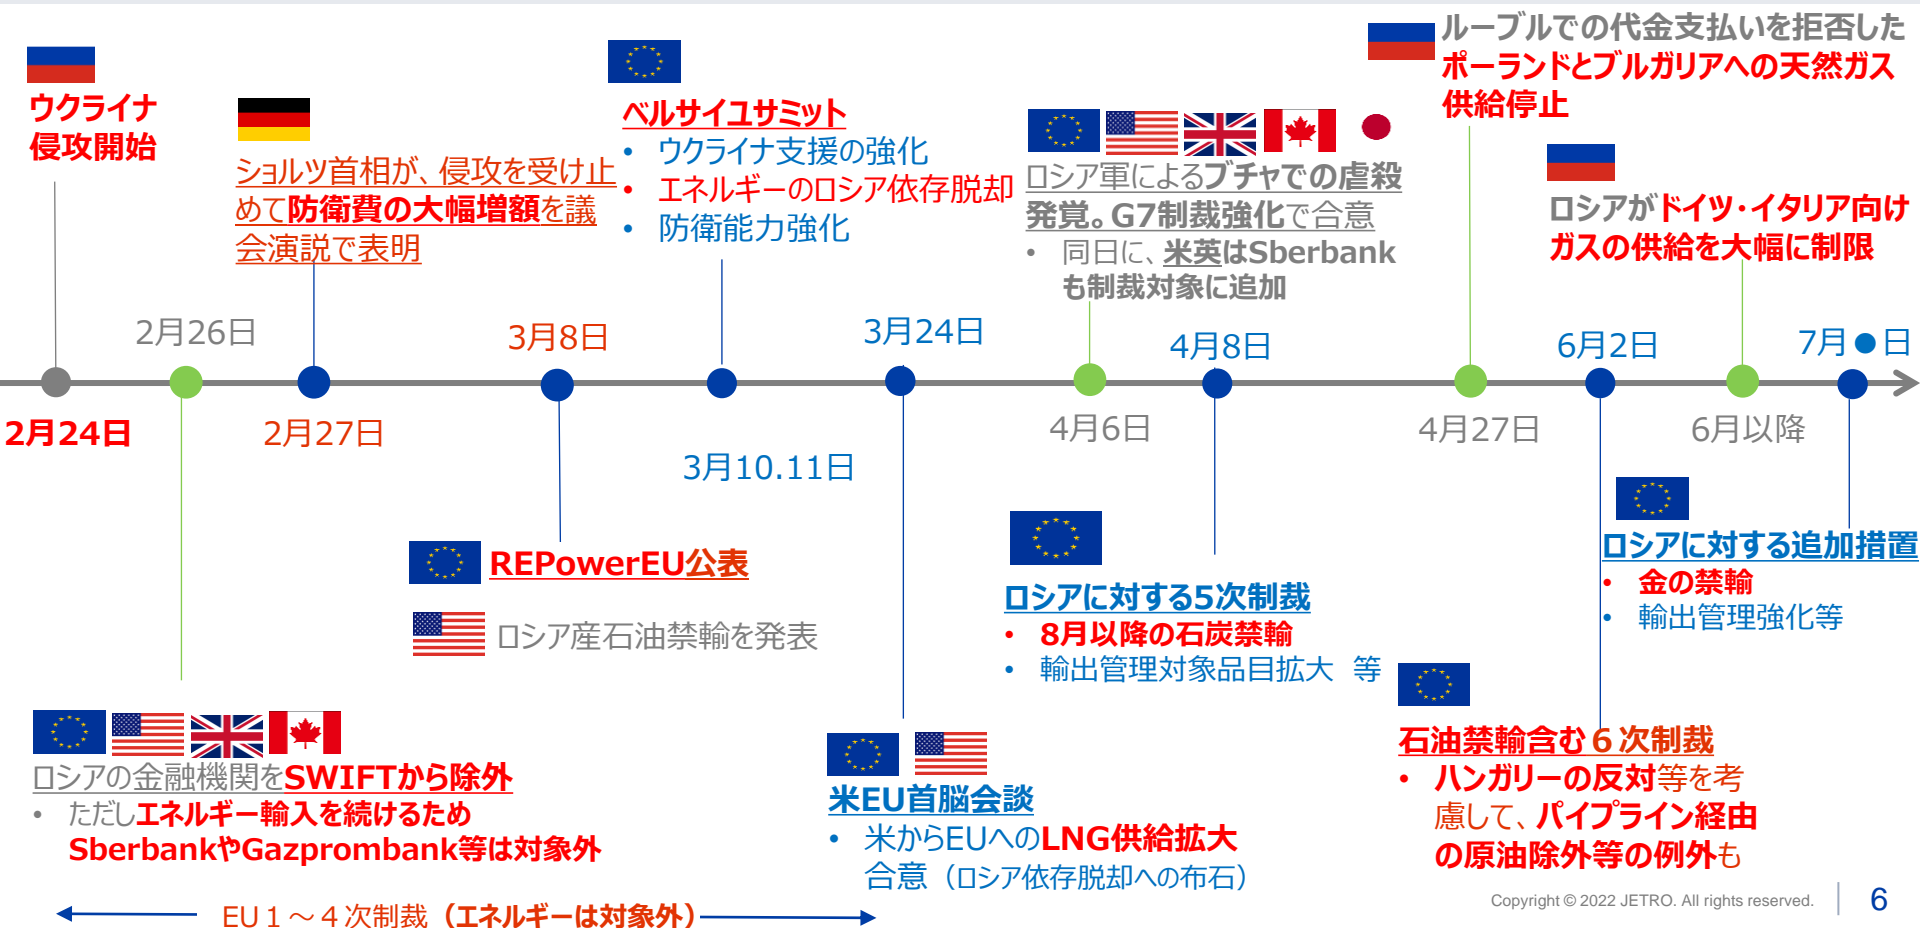 ウクライナ
侵攻開始
ショルツ首相が、侵攻を受け止
めて防衛費の大幅増額を議
会演説で表明
ベルサイユサミット
• ウクライナ支援の強化
• エネルギーのロシア依存脱却
• 防衛能力強化
ロシア軍によるブチャでの虐殺
発覚。G7制裁強化で合意
• 同日に、米英はSberbank
も制裁対象に追加
ルーブルでの代金支払いを拒否した
ポーランドとブルガリアへの天然ガス
供給停止
ロシアがドイツ・イタリア向け
ガスの供給を大幅に制限
2月26日
3月8日
3月24日
4月8日
6月2日
7月●日
2月24日
2月27日
3月10.11日
4月6日
4月27日
6月以降
REPowerEU公表
ロシア産石油禁輸を発表
ロシアに対する5次制裁
• 8月以降の石炭禁輸
• 輸出管理対象品目拡大 等
ロシアに対する追加措置
• 金の禁輸
• 輸出管理強化等
ロシアの金融機関をSWIFTから除外
• ただしエネルギー輸入を続けるため
SberbankやGazprombank等は対象外
米EU首脳会談
• 米からEUへのLNG供給拡大
合意（ロシア依存脱却への布石）
石油禁輸含む６次制裁
• ハンガリーの反対等を考
慮して、パイプライン経由
の原油除外等の例外も
EU１～４次制裁（エネルギーは対象外）
Copyright © 2022 JETRO. All rights reserved.
6